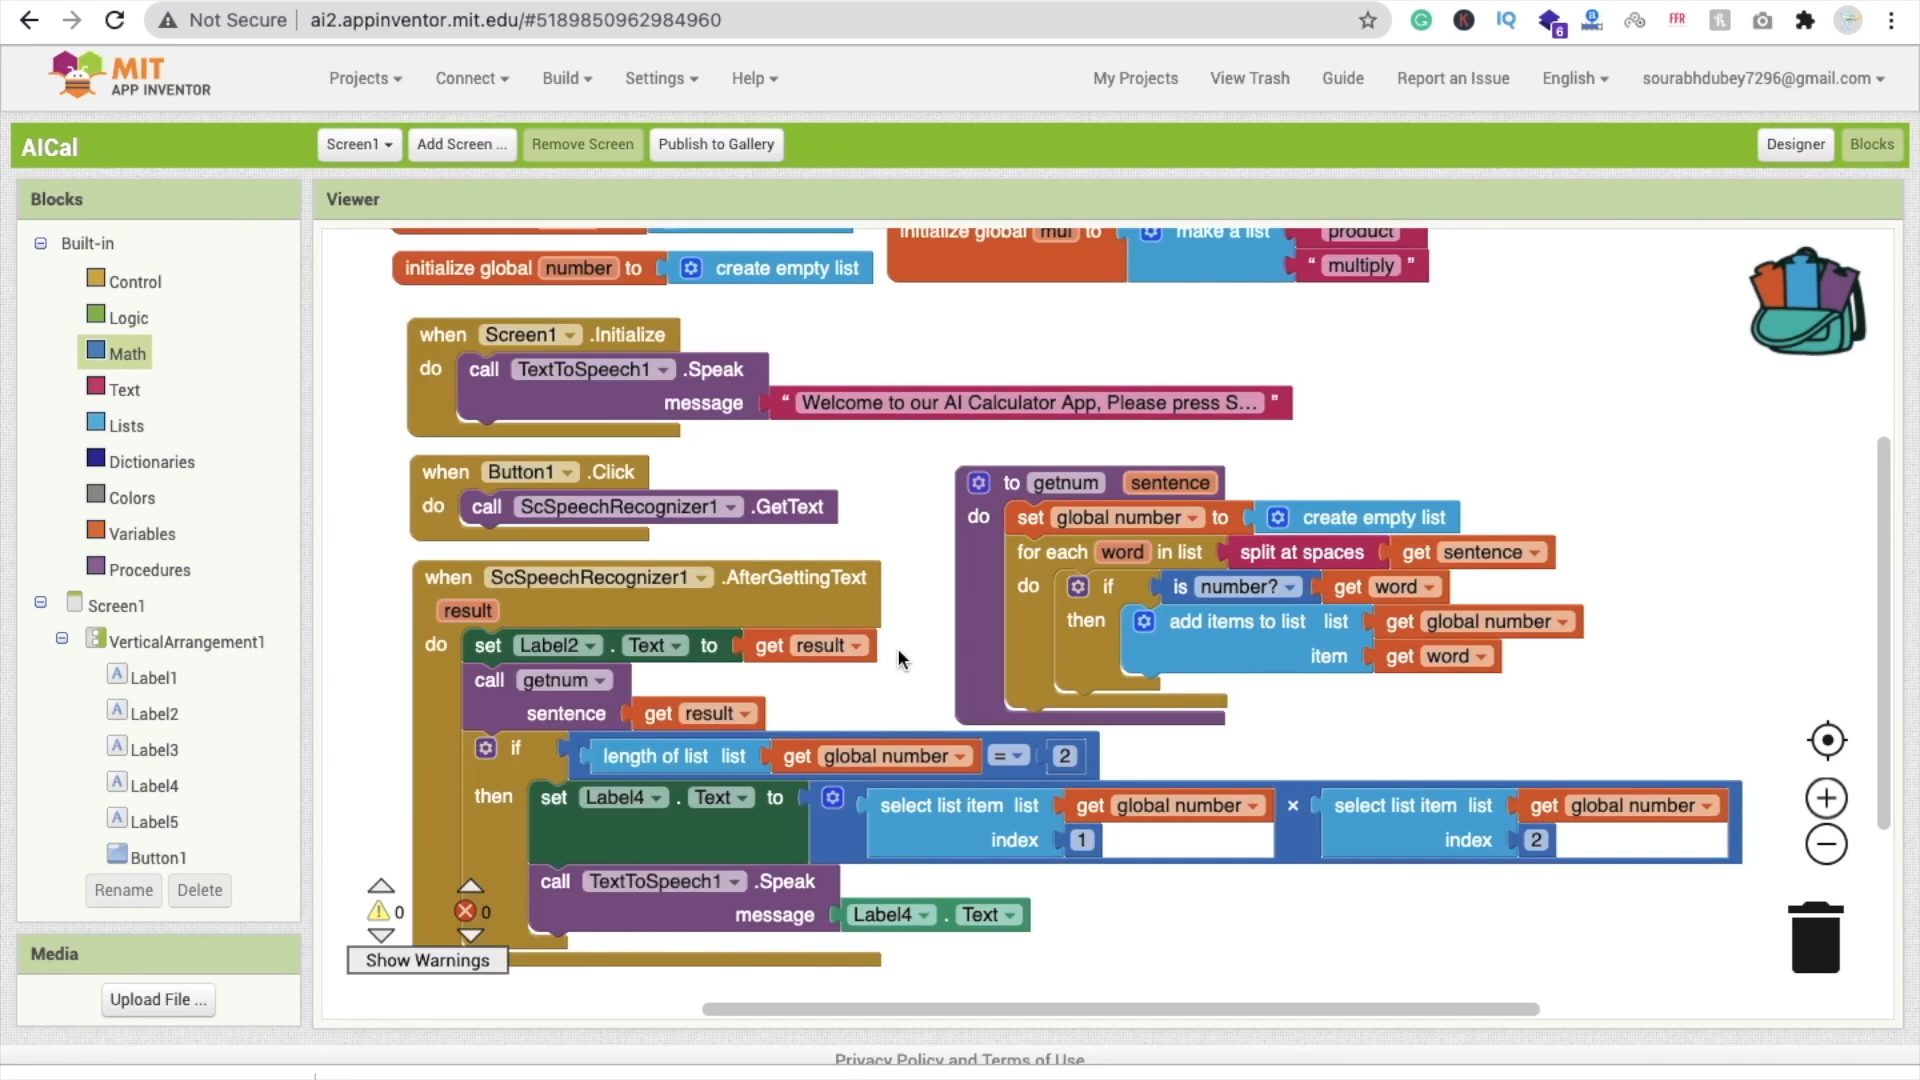 Not Secure | ai2.appinventor.mit.edu/#5189850962984960
K IQ 6 a FFR
MIT
APP INVENTOR
Projects Connect Build Settings Help My Projects View Trash Guide Report an Issue English sourabhdubey7296@gmail.com
AICal Screen1 Add Screen ... Remove Screen Publish to Gallery Designer Blocks
Blocks
Built-in
Control
Logic
Math
Text
Lists
Dictionaries
Colors
Variables
Procedures
Screen1
VerticalArrangement1
A Label1
A Label2
A Label3
A Label4
A Label5
Button1
Rename Delete
Media
Upload File ...
Viewer
initialize global mul to make a list product
initialize global number to create empty list
" multiply "
when Screen1 .Initialize
do call TextToSpeech1 .Speak
message " Welcome to our AI Calculator App, Please press S... "
when Button1 .Click
do call ScSpeechRecognizer1 .GetText
when ScSpeechRecognizer1 .AfterGettingText
result
do set Label2 . Text to get result
call getnum
sentence get result
if length of list list get global number = 2
then set Label4 . Text to select list item list get global number × select list item list get global number
index 1 index 2
call TextToSpeech1 .Speak
message Label4 . Text
to getnum sentence
do set global number to create empty list
for each word in list split at spaces get sentence
do if is number? get word
then add items to list list get global number
item get word
0 0
Show Warnings
Privacy Policy and Terms of Use